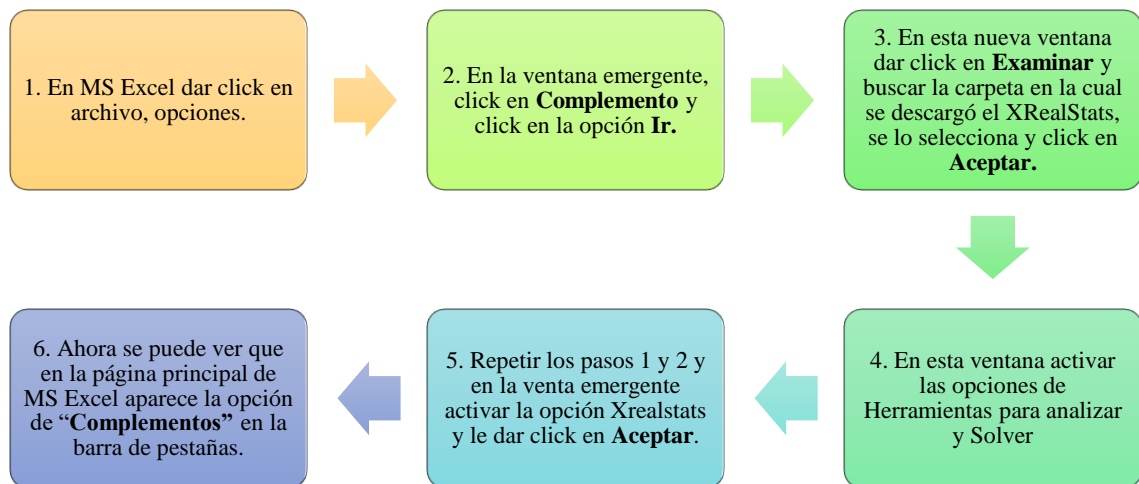 1. En MS Excel dar click en
archivo, opciones.
2. En la ventana emergente,
click en Complemento y
click en la opción Ir.
3. En esta nueva ventana
dar click en Examinar y
buscar la carpeta en la cual
se descargó el XRealStats,
se lo selecciona y click en
Aceptar.
4. En esta ventana activar
las opciones de
Herramientas para analizar
y Solver
5. Repetir los pasos 1 y 2 y
en la venta emergente
activar la opción Xrealstats
y le dar click en Aceptar.
6. Ahora se puede ver que
en la página principal de
MS Excel aparece la opción
de “Complementos” en la
barra de pestañas.